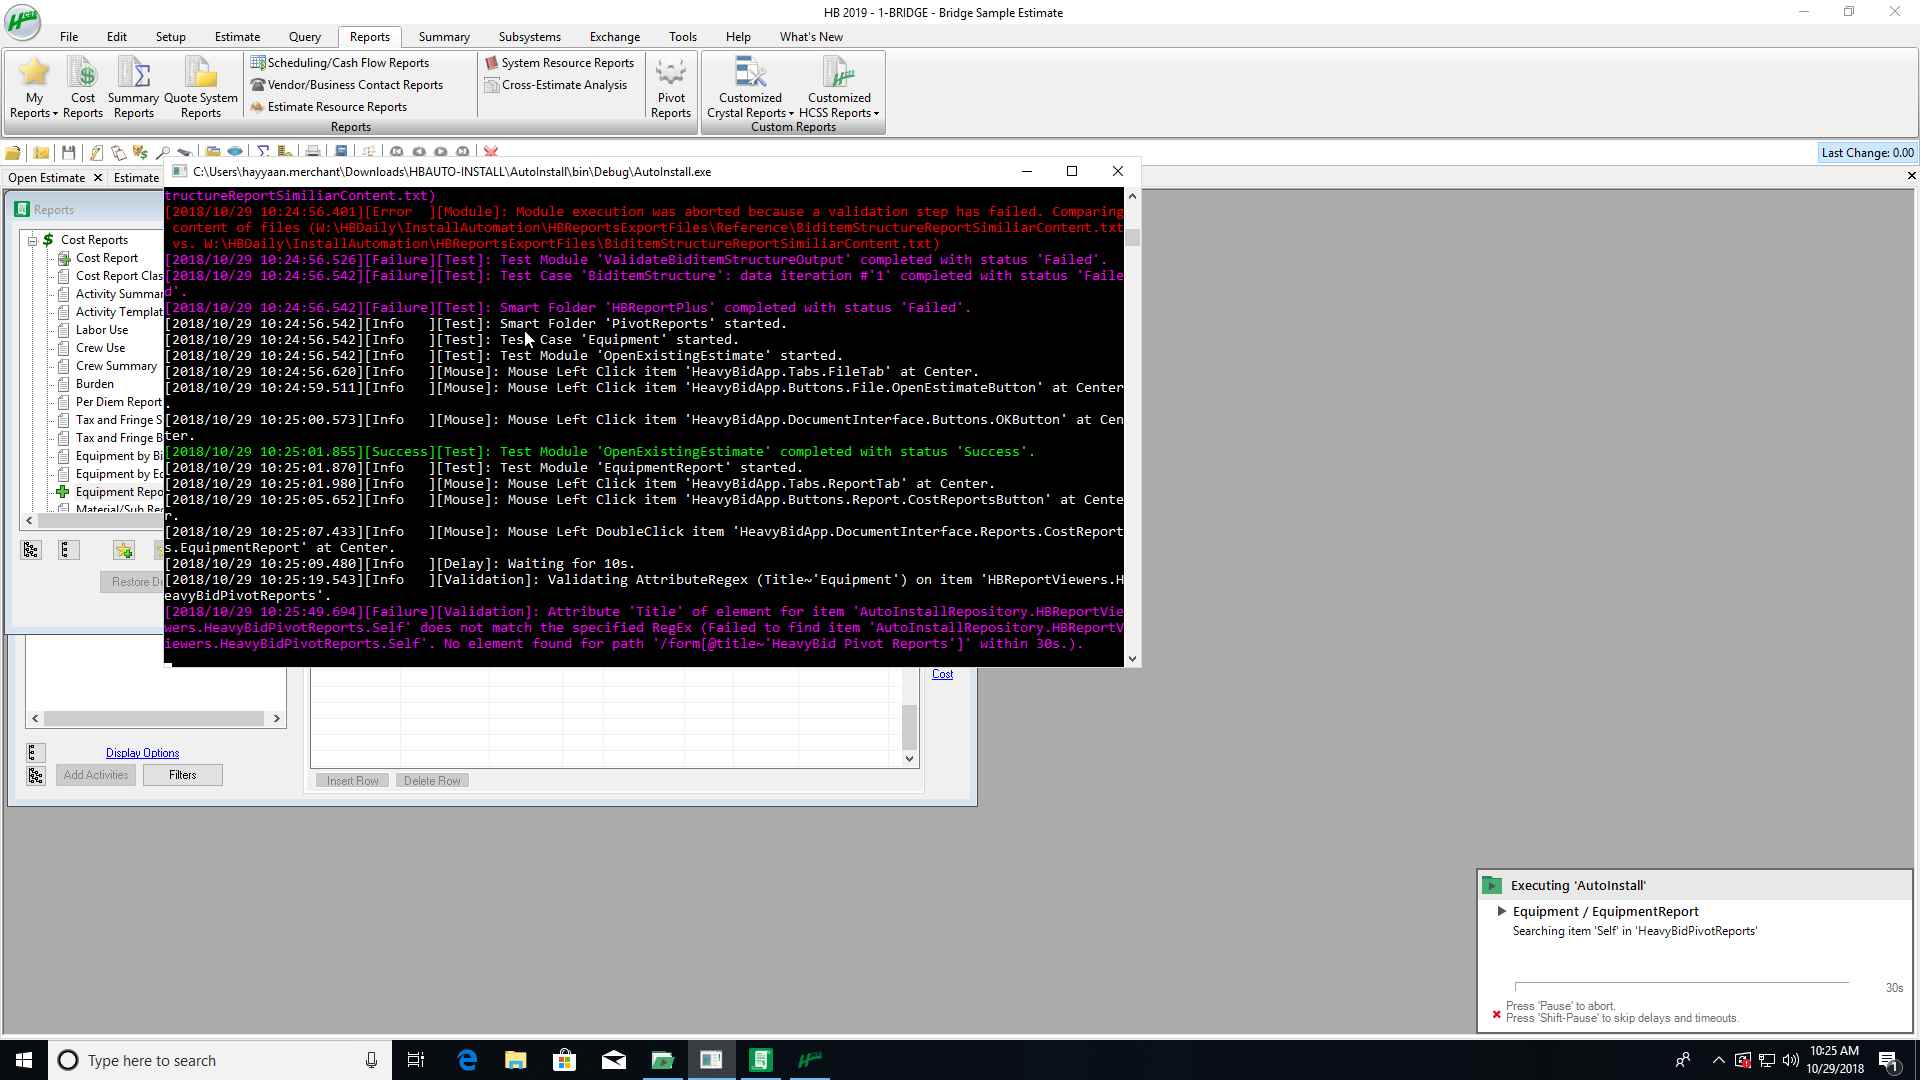 HB 2019 - 1-BRIDGE - Bridge Sample Estimate
File Edit Setup Estimate Query Reports Summary Subsystems Exchange Tools Help What's New
My Reports
Cost Reports
Summary Reports
Quote System Reports
Scheduling/Cash Flow Reports
Vendor/Business Contact Reports
Estimate Resource Reports
System Resource Reports
Cross-Estimate Analysis
Pivot Reports
Customized Crystal Reports
Customized HCSS Reports
Reports
Custom Reports
Last Change: 0.00
Open Estimate
Estimate
C:\Users\hayyaan.merchant\Downloads\HBAUTO-INSTALL\AutoInstall\bin\Debug\AutoInstall.exe
tructureReportSimiliarContent.txt)
[2018/10/29 10:24:56.401][Error  ][Module]: Module execution was aborted because a validation step has failed. Comparing
content of files (W:\HBDaily\InstallAutomation\HBReportsExportFiles\Reference\BiditemStructureReportSimiliarContent.txt
vs. W:\HBDaily\InstallAutomation\HBReportsExportFiles\BiditemStructureReportSimiliarContent.txt)
[2018/10/29 10:24:56.526][Failure][Test]: Test Module 'ValidateBiditemStructureOutput' completed with status 'Failed'.
[2018/10/29 10:24:56.542][Failure][Test]: Test Case 'BiditemStructure': data iteration #'1' completed with status 'Faile
d'.
[2018/10/29 10:24:56.542][Failure][Test]: Smart Folder 'HBReportPlus' completed with status 'Failed'.
[2018/10/29 10:24:56.542][Info   ][Test]: Smart Folder 'PivotReports' started.
[2018/10/29 10:24:56.542][Info   ][Test]: Test Case 'Equipment' started.
[2018/10/29 10:24:56.542][Info   ][Test]: Test Module 'OpenExistingEstimate' started.
[2018/10/29 10:24:56.620][Info   ][Mouse]: Mouse Left Click item 'HeavyBidApp.Tabs.FileTab' at Center.
[2018/10/29 10:24:59.511][Info   ][Mouse]: Mouse Left Click item 'HeavyBidApp.Buttons.File.OpenEstimateButton' at Center
.
[2018/10/29 10:25:00.573][Info   ][Mouse]: Mouse Left Click item 'HeavyBidApp.DocumentInterface.Buttons.OKButton' at Cen
ter.
[2018/10/29 10:25:01.855][Success][Test]: Test Module 'OpenExistingEstimate' completed with status 'Success'.
[2018/10/29 10:25:01.870][Info   ][Test]: Test Module 'EquipmentReport' started.
[2018/10/29 10:25:01.980][Info   ][Mouse]: Mouse Left Click item 'HeavyBidApp.Tabs.ReportTab' at Center.
[2018/10/29 10:25:05.652][Info   ][Mouse]: Mouse Left Click item 'HeavyBidApp.Buttons.Report.CostReportsButton' at Cente
r.
[2018/10/29 10:25:07.433][Info   ][Mouse]: Mouse Left DoubleClick item 'HeavyBidApp.DocumentInterface.Reports.CostReport
s.EquipmentReport' at Center.
[2018/10/29 10:25:09.480][Info   ][Delay]: Waiting for 10s.
[2018/10/29 10:25:19.543][Info   ][Validation]: Validating AttributeRegex (Title~'Equipment') on item 'HBReportViewers.H
eavyBidPivotReports'.
[2018/10/29 10:25:49.694][Failure][Validation]: Attribute 'Title' of element for item 'AutoInstallRepository.HBReportVie
wers.HeavyBidPivotReports.Self' does not match the specified RegEx (Failed to find item 'AutoInstallRepository.HBReportV
iewers.HeavyBidPivotReports.Self'. No element found for path '/form[@title~'HeavyBid Pivot Reports']' within 30s.).
Reports
Cost Reports
Cost Report
Cost Report Clas
Activity Summar
Activity Templat
Labor Use
Crew Use
Crew Summary
Burden
Per Diem Report
Tax and Fringe S
Tax and Fringe B
Equipment by Bi
Equipment by Ec
Equipment Repo
Material/Sub Re
Restore De
Cost
Display Options
Add Activities
Filters
Insert Row
Delete Row
Executing 'AutoInstall'
Equipment / EquipmentReport
Searching item 'Self' in 'HeavyBidPivotReports'
30s
Press 'Pause' to abort.
Press 'Shift-Pause' to skip delays and timeouts.
Type here to search
10:25 AM
10/29/2018
1